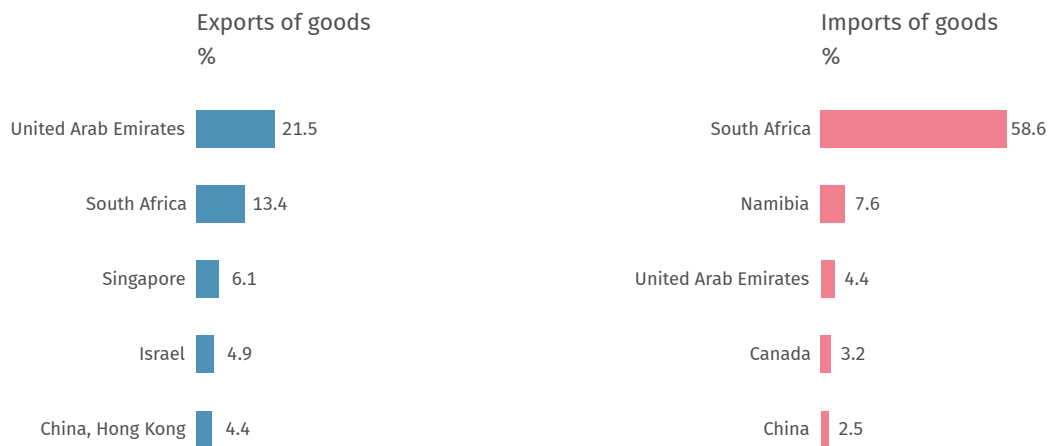 Exports of goods
%
United Arab Emirates 21.5
South Africa 13.4
Singapore 6.1
Israel 4.9
China, Hong Kong 4.4
Imports of goods
%
South Africa 58.6
Namibia 7.6
United Arab Emirates 4.4
Canada 3.2
China 2.5